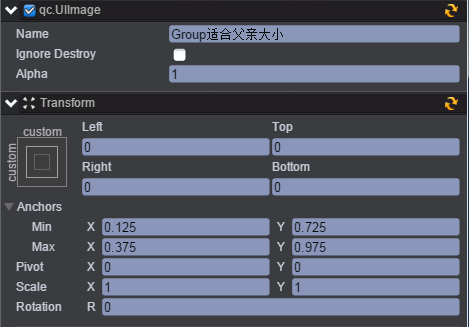 qc.UIImage
Name Group适合父亲大小
Ignore Destroy
Alpha 1
Transform
custom
custom
Left Top
0 0
Right Bottom
0 0
Anchors
Min X 0.125 Y 0.725
Max X 0.375 Y 0.975
Pivot X 0 Y 0
Scale X 1 Y 1
Rotation R 0